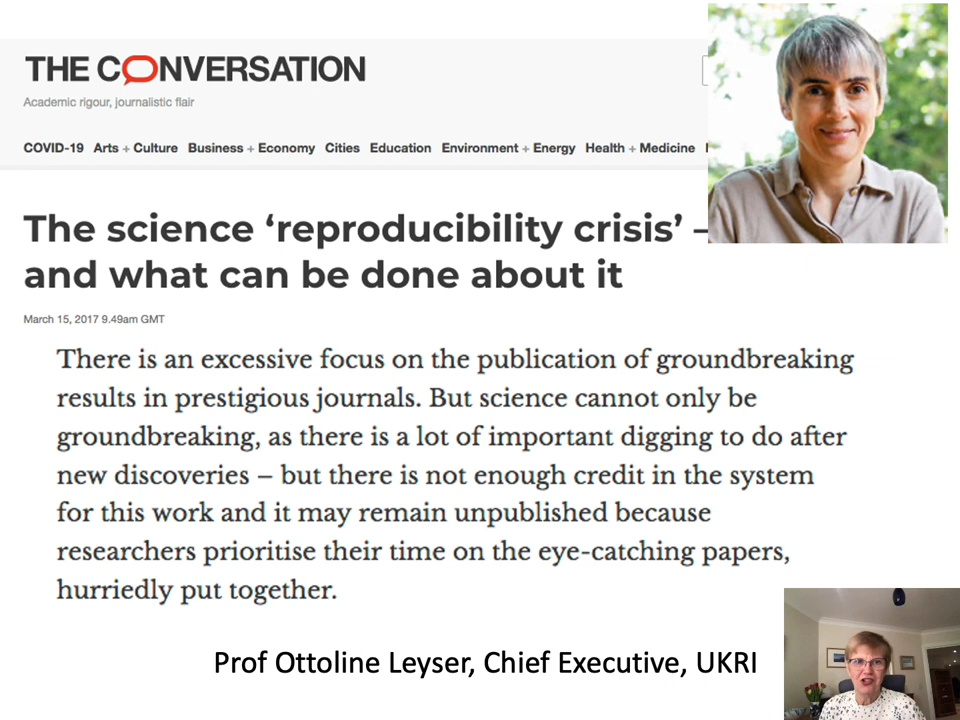 THE CONVERSATION
Academic rigour, journalistic flair
COVID-19 Arts + Culture Business + Economy Cities Education Environment + Energy Health + Medicine
The science ‘reproducibility crisis’ –
and what can be done about it
March 15, 2017 9.49am GMT
There is an excessive focus on the publication of groundbreaking
results in prestigious journals. But science cannot only be
groundbreaking, as there is a lot of important digging to do after
new discoveries – but there is not enough credit in the system
for this work and it may remain unpublished because
researchers prioritise their time on the eye-catching papers,
hurriedly put together.
Prof Ottoline Leyser, Chief Executive, UKRI